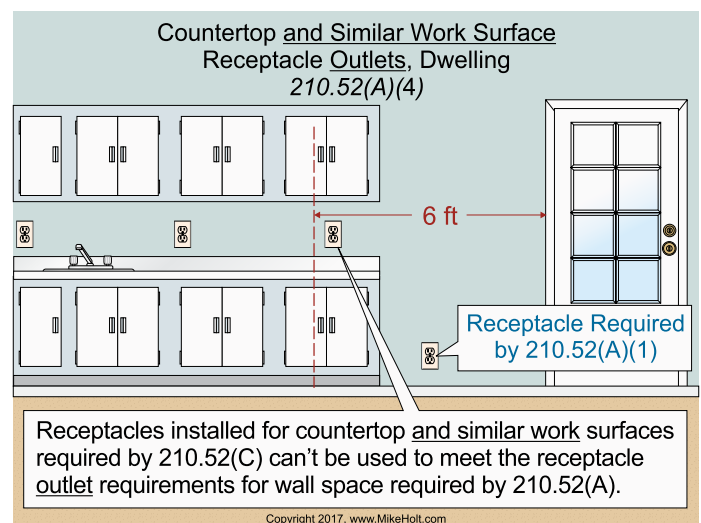 Countertop and Similar Work Surface
Receptacle Outlets, Dwelling
210.52(A)(4)
6 ft
Receptacle Required
by 210.52(A)(1)
Receptacles installed for countertop and similar work surfaces
required by 210.52(C) can't be used to meet the receptacle
outlet requirements for wall space required by 210.52(A).
Copyright 2017, www.MikeHolt.com